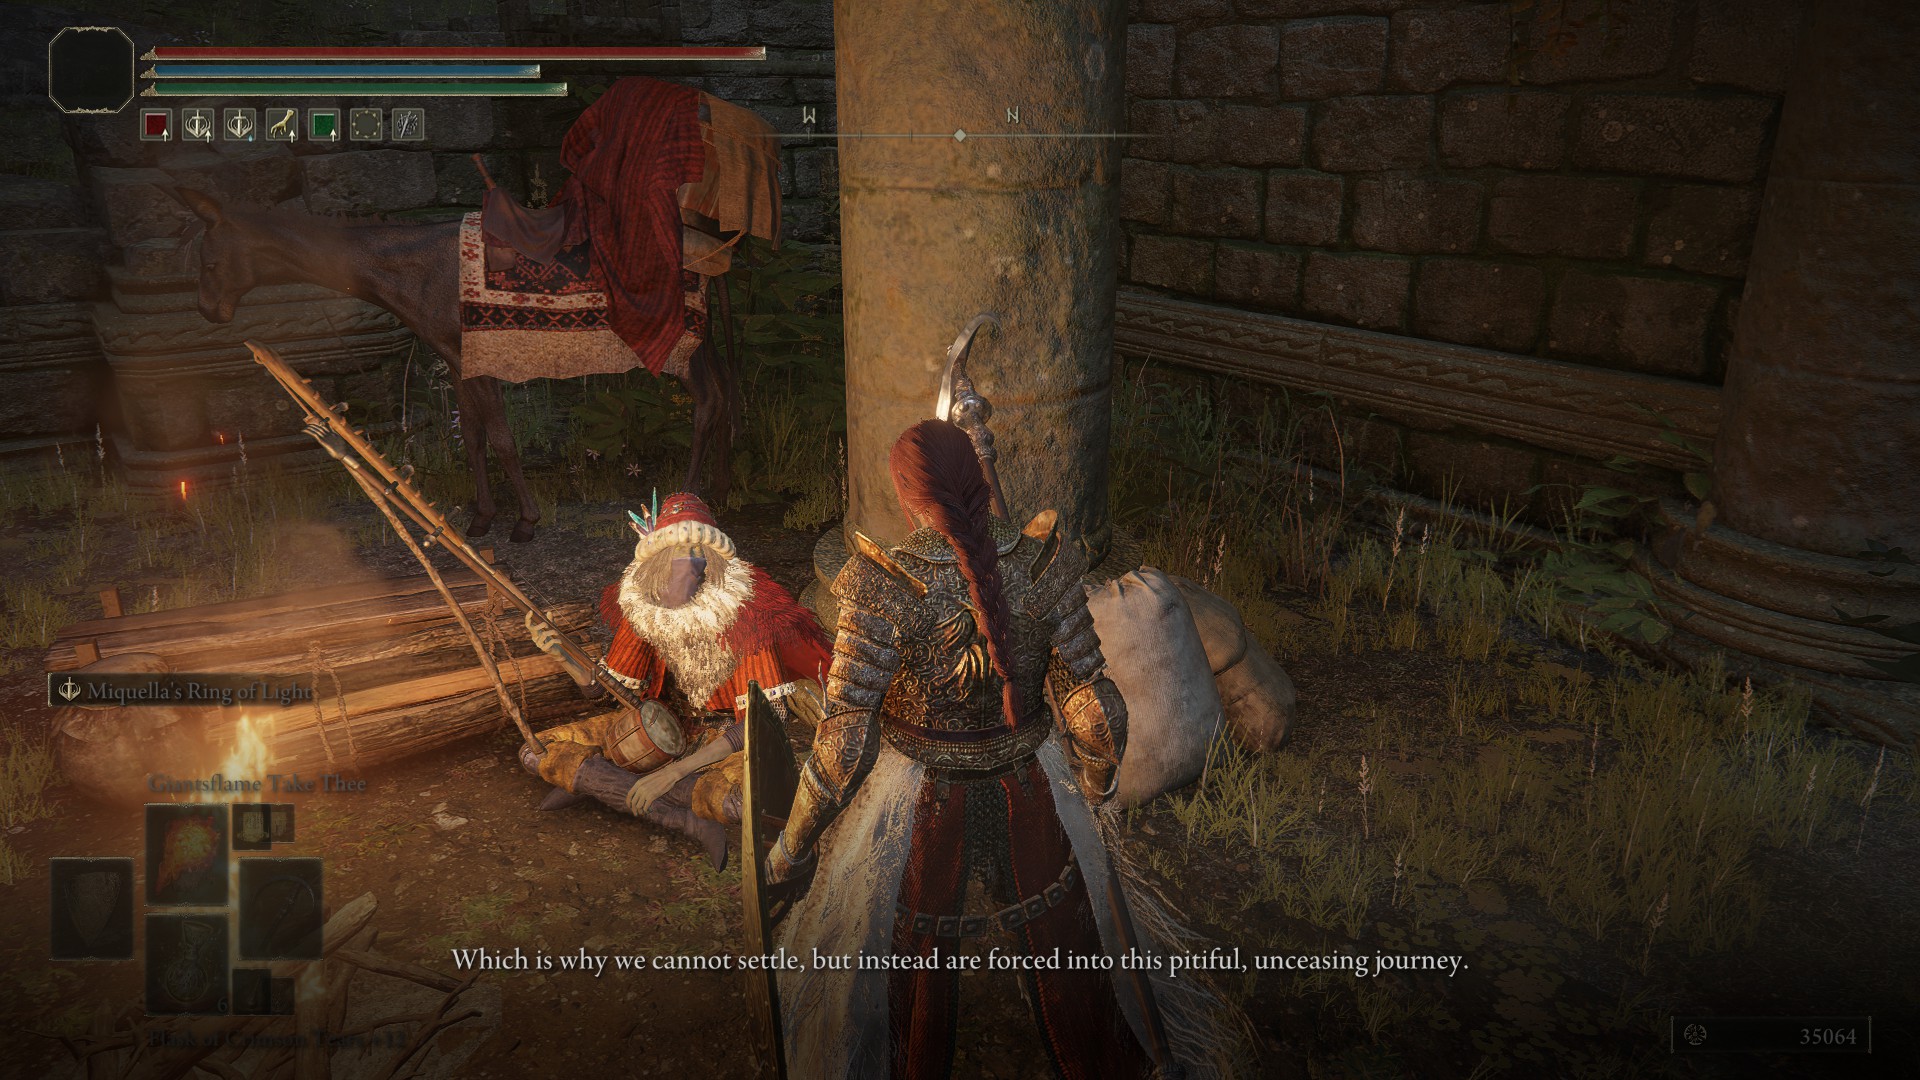 W N
Miquella's Ring of Light
Giantsflame Take Thee
6
Which is why we cannot settle, but instead are forced into this pitiful, unceasing journey.
Flask of Crimson Tears +12
35064